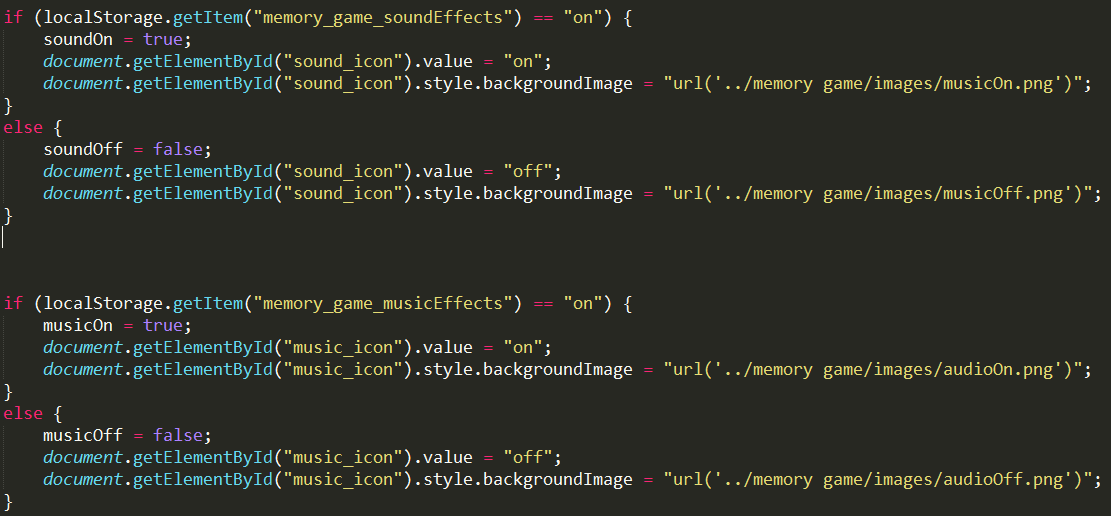 if (localStorage.getItem("memory_game_soundEffects") == "on") {
    soundOn = true;
    document.getElementById("sound_icon").value = "on";
    document.getElementById("sound_icon").style.backgroundImage = "url('../memory game/images/musicOn.png')";
}
else {
    soundOff = false;
    document.getElementById("sound_icon").value = "off";
    document.getElementById("sound_icon").style.backgroundImage = "url('../memory game/images/musicOff.png')";
}
if (localStorage.getItem("memory_game_musicEffects") == "on") {
    musicOn = true;
    document.getElementById("music_icon").value = "on";
    document.getElementById("music_icon").style.backgroundImage = "url('../memory game/images/audioOn.png')";
}
else {
    musicOff = false;
    document.getElementById("music_icon").value = "off";
    document.getElementById("music_icon").style.backgroundImage = "url('../memory game/images/audioOff.png')";
}